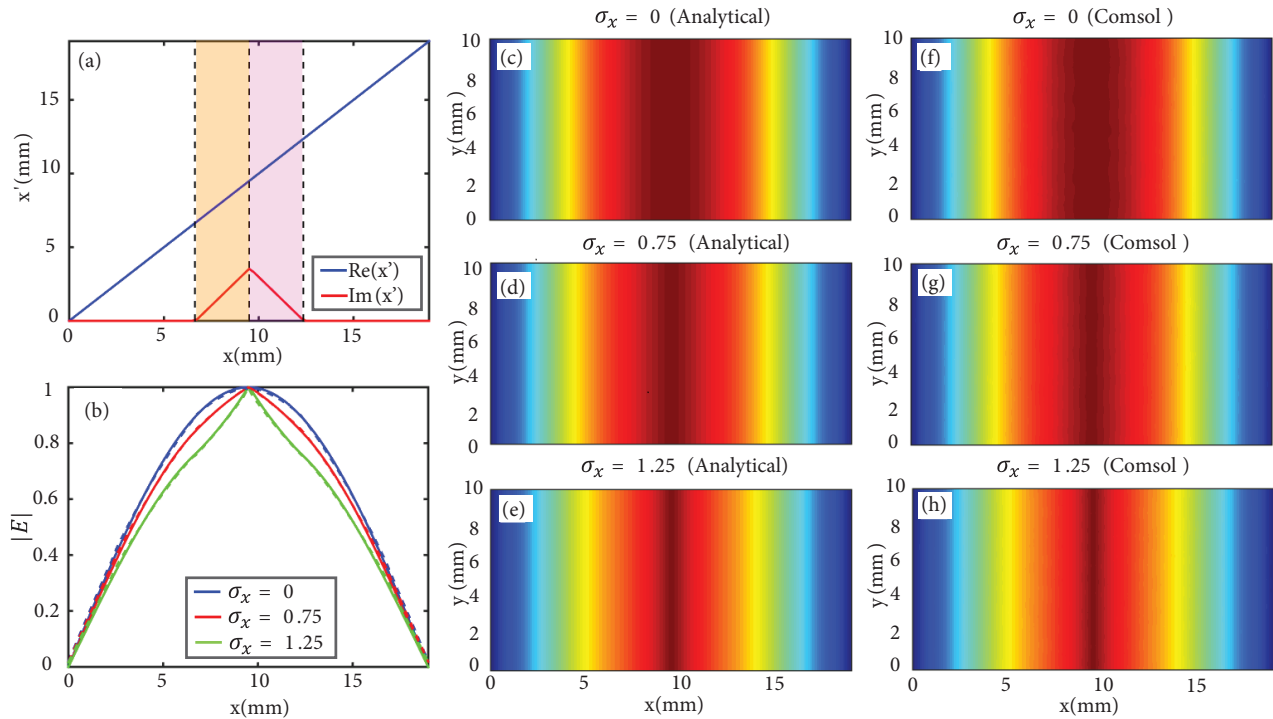 (a)
x'(mm)
15
10
5
0
0 5 10 15
x(mm)
Re(x')
Im(x')
(b)
|E|
1
0.8
0.6
0.4
0.2
0
0 5 10 15
x(mm)
σx = 0
σx = 0.75
σx = 1.25
σx = 0 (Analytical)
(c)
y(mm)
10
8
6
4
2
0
σx = 0.75 (Analytical)
(d)
y(mm)
10
8
6
4
2
0
σx = 1.25 (Analytical)
(e)
y(mm)
10
8
6
4
2
0
0 5 10 15
x(mm)
σx = 0 (Comsol )
(f)
y(mm)
10
8
6
4
2
0
σx = 0.75 (Comsol )
(g)
y(mm)
10
8
6
4
2
0
σx = 1.25 (Comsol )
(h)
y(mm)
10
8
6
4
2
0
0 5 10 15
x(mm)